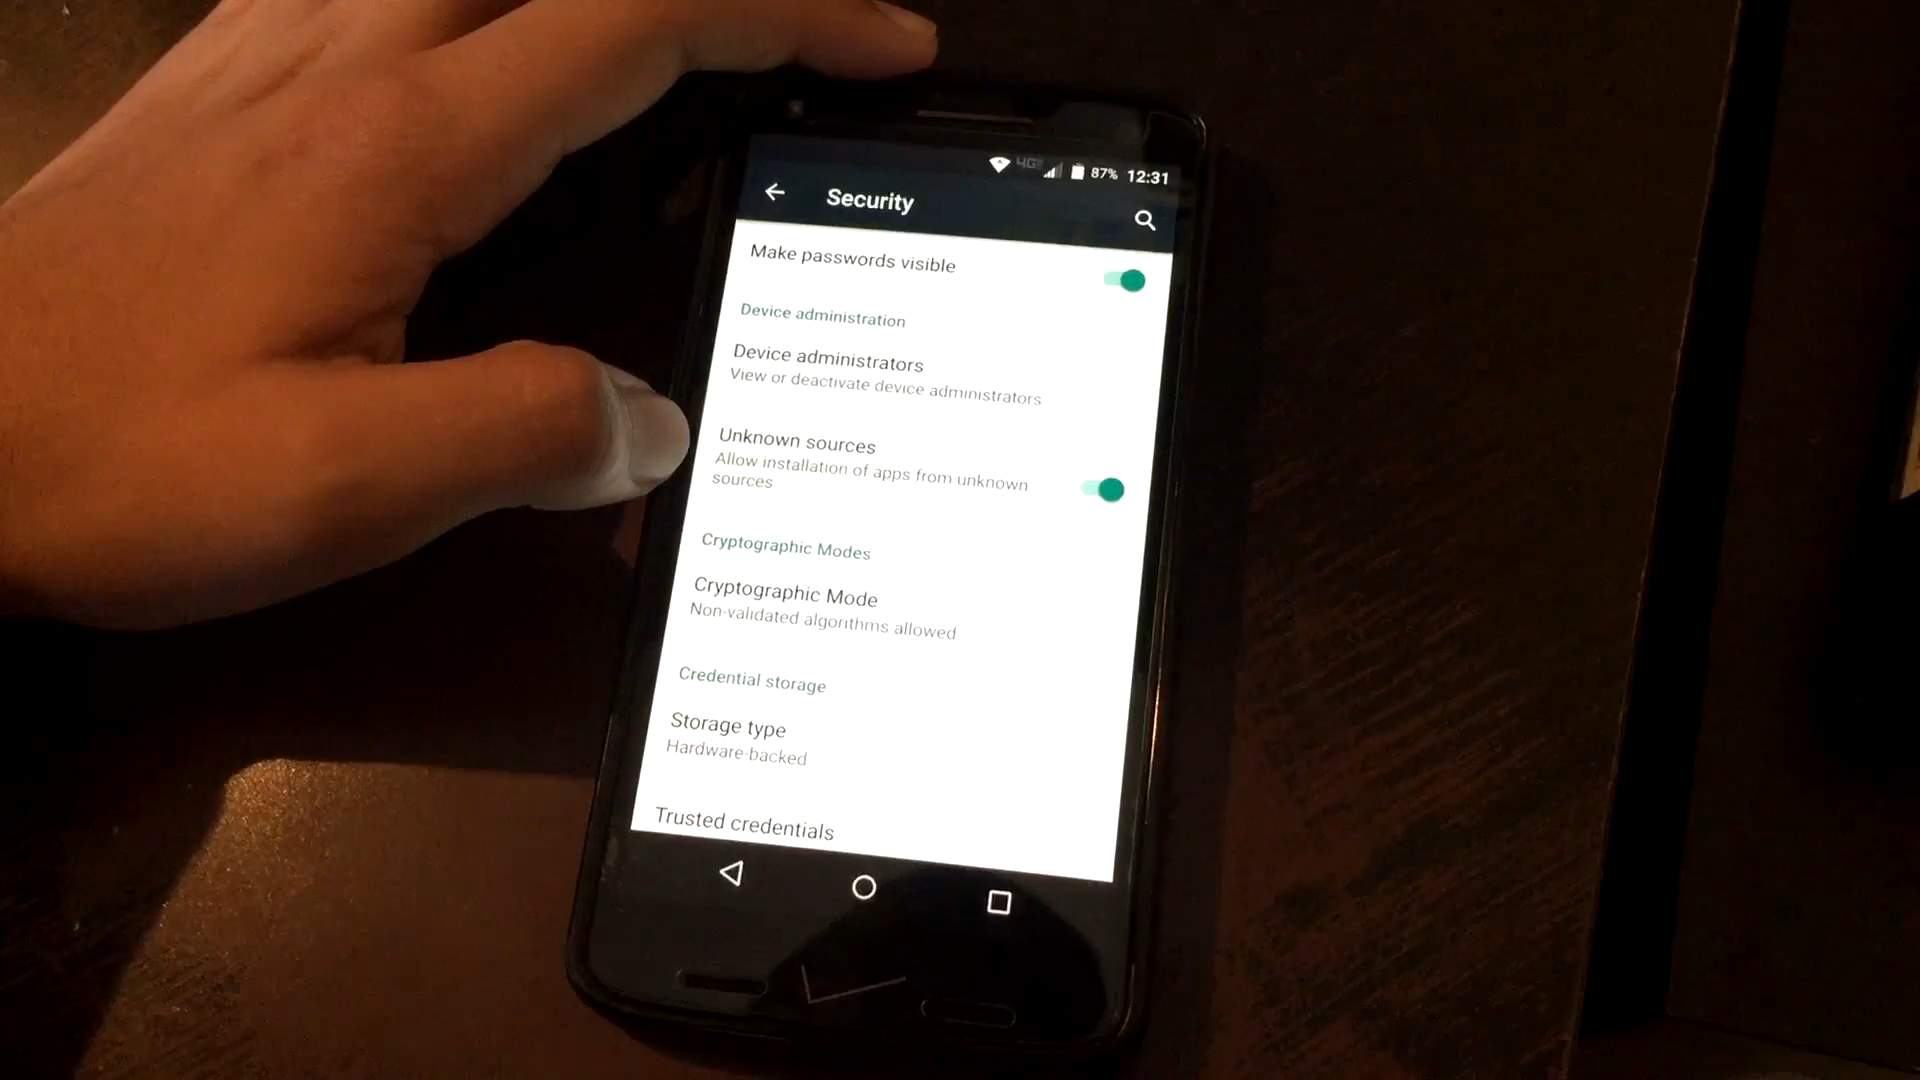 4G 87% 12:31
Security
Make passwords visible
Device administration
Device administrators
View or deactivate device administrators
Unknown sources
Allow installation of apps from unknown
sources
Cryptographic Modes
Cryptographic Mode
Non-validated algorithms allowed
Credential storage
Storage type
Hardware-backed
Trusted credentials